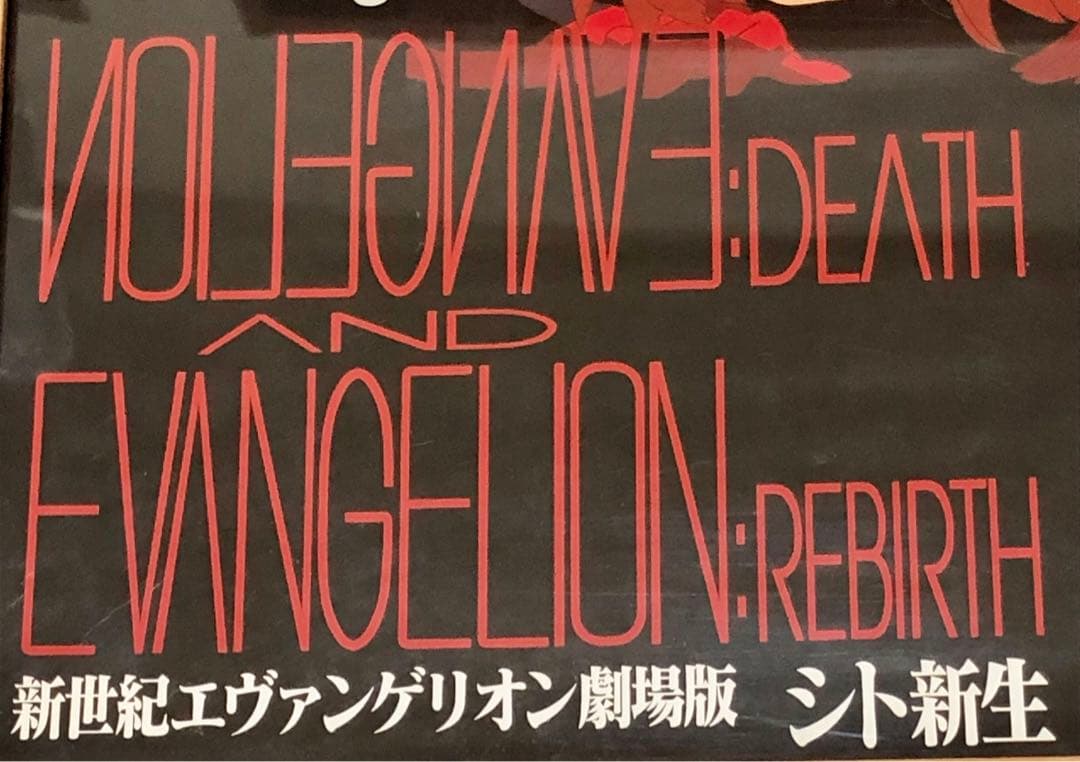 EVANGELION:DEATH
AND
EVANGELION:REBIRTH
新世紀エヴァンゲリオン劇場版 シト新生